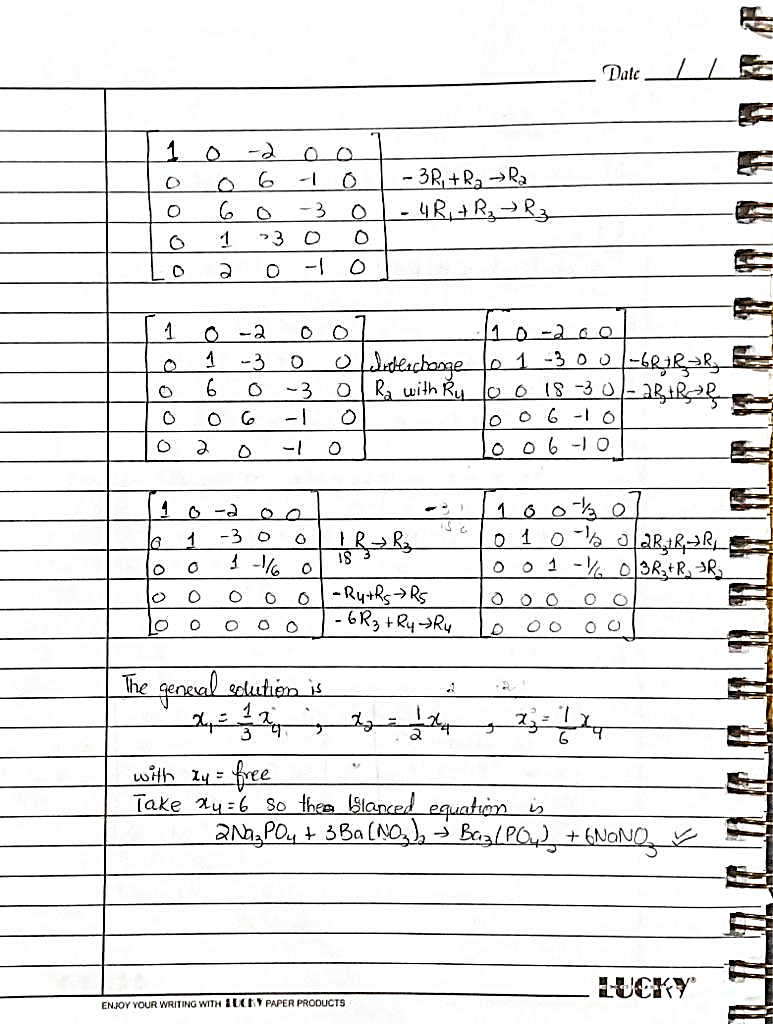 Date / /
1 0 -2 0 0
0 0 6 -1 0 -3R₁+R₂→R₂
0 6 0 -3 0 -4R₁+R₃→R₃
0 1 -3 0 0
0 2 0 -1 0
1 0 -2 0 0
0 1 -3 0 0 Interchange
0 6 0 -3 0 R₂ with R₄
0 0 6 -1 0
0 2 0 -1 0
1 0 -2 0 0
0 1 -3 0 0 -6R₂+R₃→R₃
0 0 18 -3 0 -2R₂+R₅→R₅
0 0 6 -1 0
0 0 6 -1 0
1 0 -2 0 0
0 1 -3 0 0 1/18 R₃→R₃
0 0 1 -1/6 0
0 0 0 0 0 -R₄+R₅→R₅
0 0 0 0 0 -6R₃+R₄→R₄
1 0 0 -1/3 0
0 1 0 -1/2 0 2R₃+R₁→R₁
0 0 1 -1/6 0 3R₃+R₂→R₂
0 0 0 0 0
0 0 0 0 0
The general solution is
x₁ = 1/3 x₄ , x₂ = 1/2 x₄ , x₃ = 1/6 x₄
with x₄ = free
Take x₄=6 so the blanced equation is
2Na₃PO₄ + 3Ba(NO₃)₂ → Ba₃(PO₄)₂ + 6NaNO₃
LUCKY®
ENJOY YOUR WRITING WITH LUCKY PAPER PRODUCTS